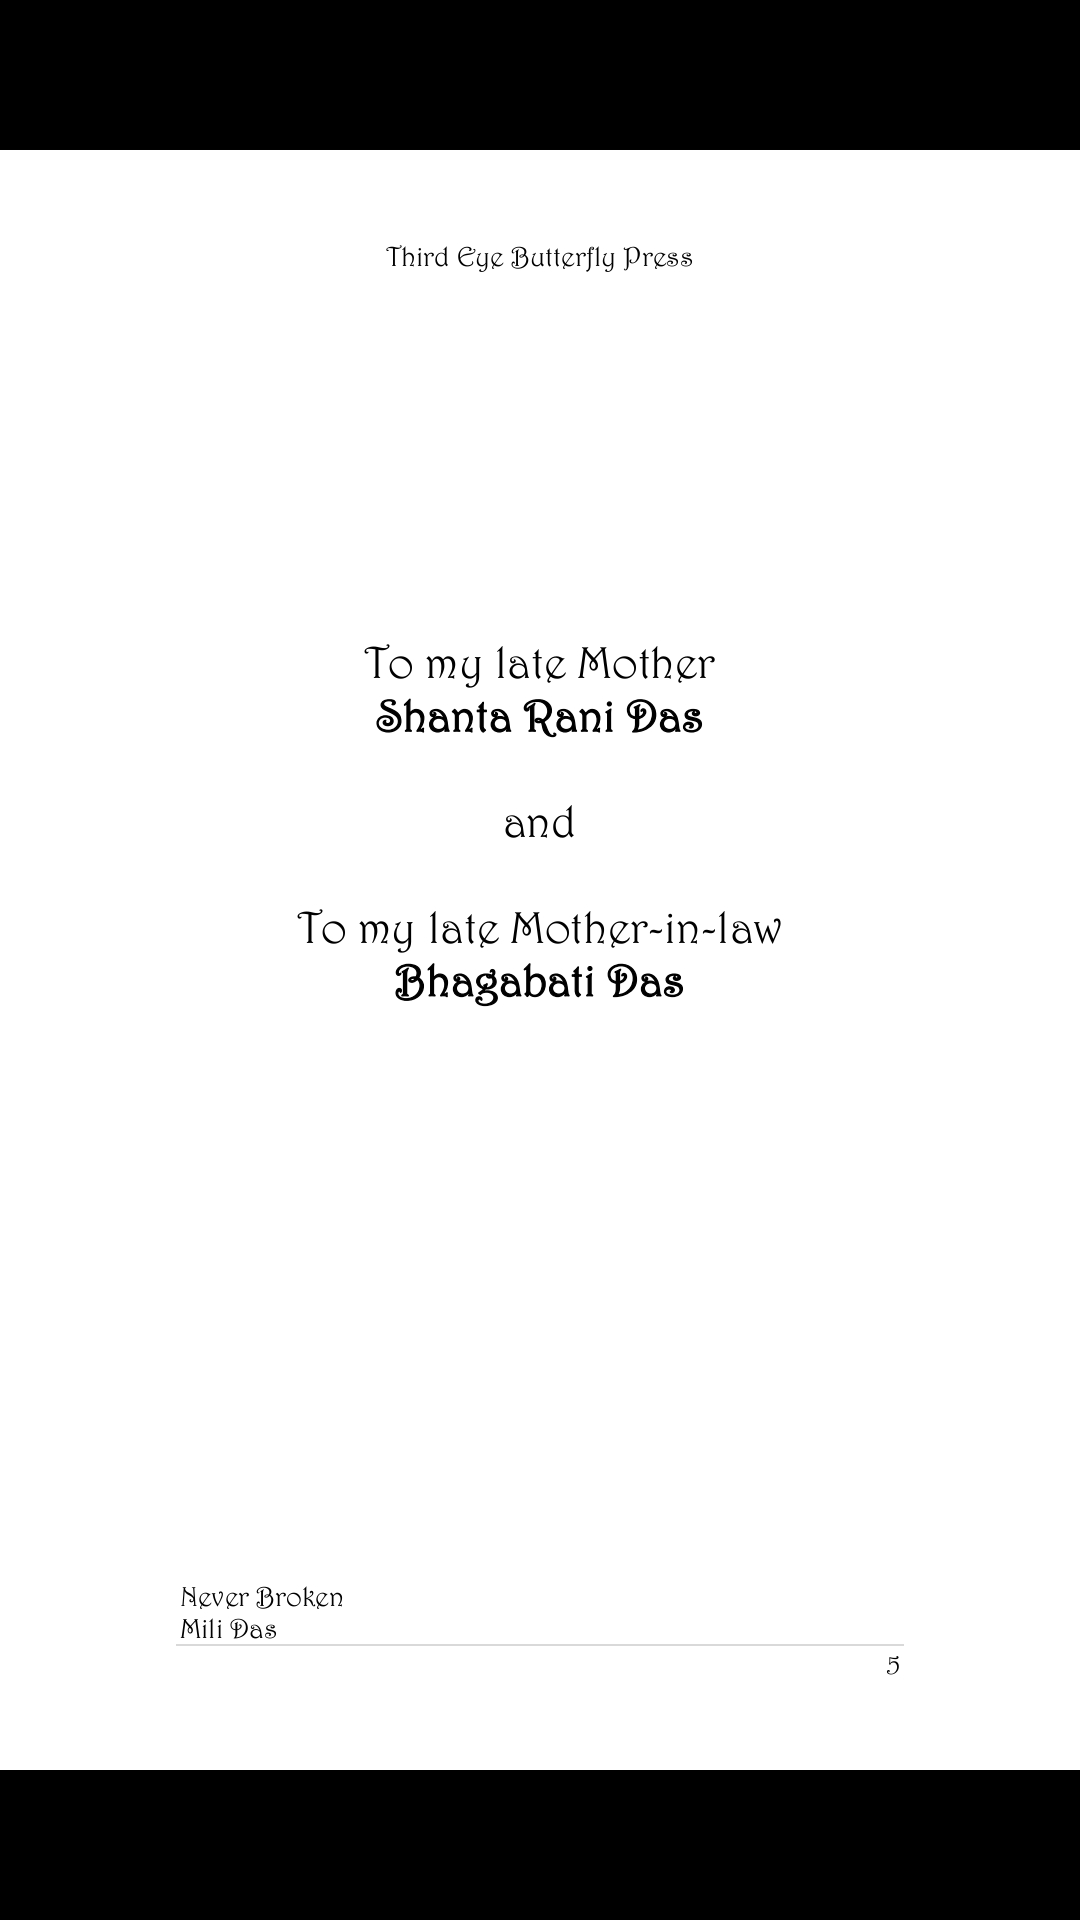 Third Eye Butterfly Press
To my late Mother
Shanta Rani Das
and
To my late Mother-in-law
Bhagabati Das
Never Broken
Mili Das
5